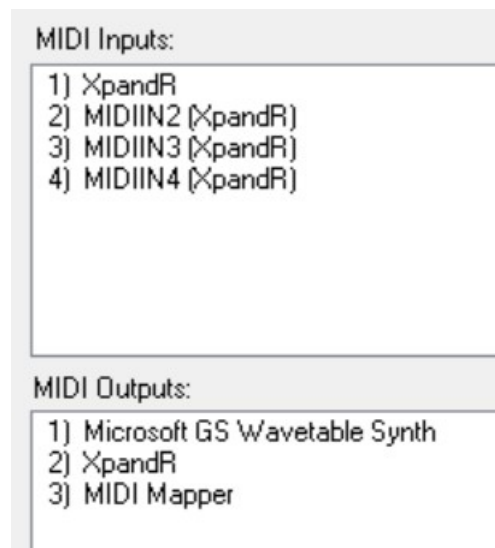 MIDI Inputs:
1) XpandR
2) MIDIIN2 (XpandR)
3) MIDIIN3 (XpandR)
4) MIDIIN4 (XpandR)
MIDI Outputs:
1) Microsoft GS Wavetable Synth
2) XpandR
3) MIDI Mapper